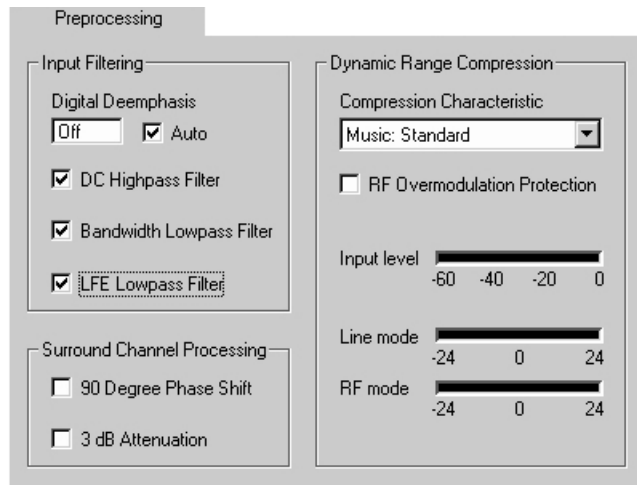 Preprocessing
Input Filtering
Digital Deemphasis
Off Auto
DC Highpass Filter
Bandwidth Lowpass Filter
LFE Lowpass Filter
Surround Channel Processing
90 Degree Phase Shift
3 dB Attenuation
Dynamic Range Compression
Compression Characteristic
Music: Standard
RF Overmodulation Protection
Input level
-60 -40 -20 0
Line mode
-24 0 24
RF mode
-24 0 24